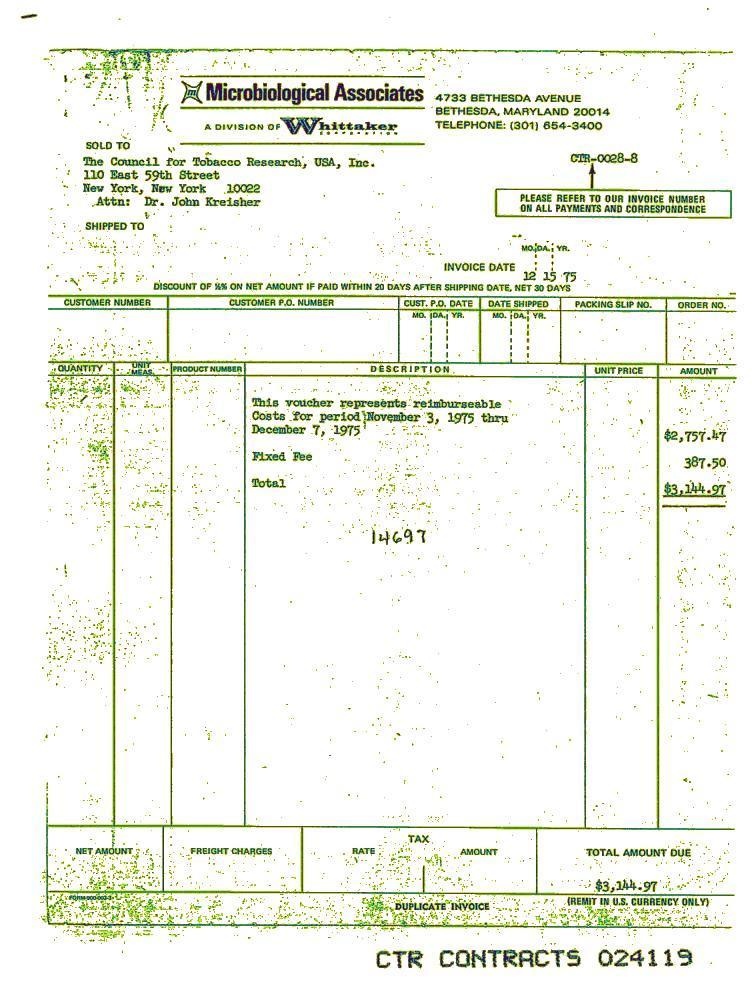 Microbiological Associates
A DIVISION OF Whittaker
CORPORATION
4733 BETHESDA AVENUE
BETHESDA, MARYLAND 20014
TELEPHONE: (301) 654-3400
SOLD TO
The Council for Tobacco Research, USA, Inc.
110 East 59th Street
New York, New York 10022
Attn: Dr. John Kreisher
CTR-0028-8
PLEASE REFER TO OUR INVOICE NUMBER
ON ALL PAYMENTS AND CORRESPONDENCE
SHIPPED TO
MO. DA. YR.
INVOICE DATE 12 15 75
DISCOUNT OF ½% ON NET AMOUNT IF PAID WITHIN 20 DAYS AFTER SHIPPING DATE, NET 30 DAYS
CUSTOMER NUMBER CUSTOMER P.O. NUMBER CUST. P.O. DATE DATE SHIPPED PACKING SLIP NO. ORDER NO.
MO. DA. YR. MO. DA. YR.
QUANTITY UNIT MEAS. PRODUCT NUMBER DESCRIPTION UNIT PRICE AMOUNT
This voucher represents reimburseable
Costs for period November 3, 1975 thru
December 7, 1975 $2,757.47
Fixed Fee 387.50
Total $3,144.97
14697
TAX
NET AMOUNT FREIGHT CHARGES RATE AMOUNT TOTAL AMOUNT DUE
$3,144.97
DUPLICATE INVOICE (REMIT IN U.S. CURRENCY ONLY)
CTR CONTRACTS 024119